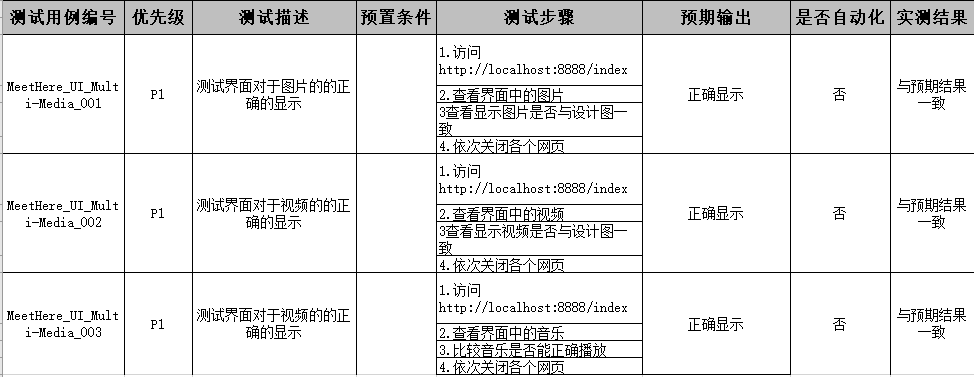 测试用例编号 优先级 测试描述 预置条件 测试步骤 预期输出 是否自动化 实测结果
MeetHere_UI_Mult
i-Media_001
P1
测试界面对于图片的的正
确的显示
1.访问
http://localhost:8888/index
2.查看界面中的图片
3查看显示图片是否与设计图一
致
4.依次关闭各个网页
正确显示
否
与预期结果
一致
MeetHere_UI_Mult
i-Media_002
P1
测试界面对于视频的的正
确的显示
1.访问
http://localhost:8888/index
2.查看界面中的视频
3查看显示视频是否与设计图一
致
4.依次关闭各个网页
正确显示
否
与预期结果
一致
MeetHere_UI_Mult
i-Media_003
P1
测试界面对于视频的的正
确的显示
1.访问
http://localhost:8888/index
2.查看界面中的音乐
3.比较音乐是否能正确播放
4.依次关闭各个网页
正确显示
否
与预期结果
一致